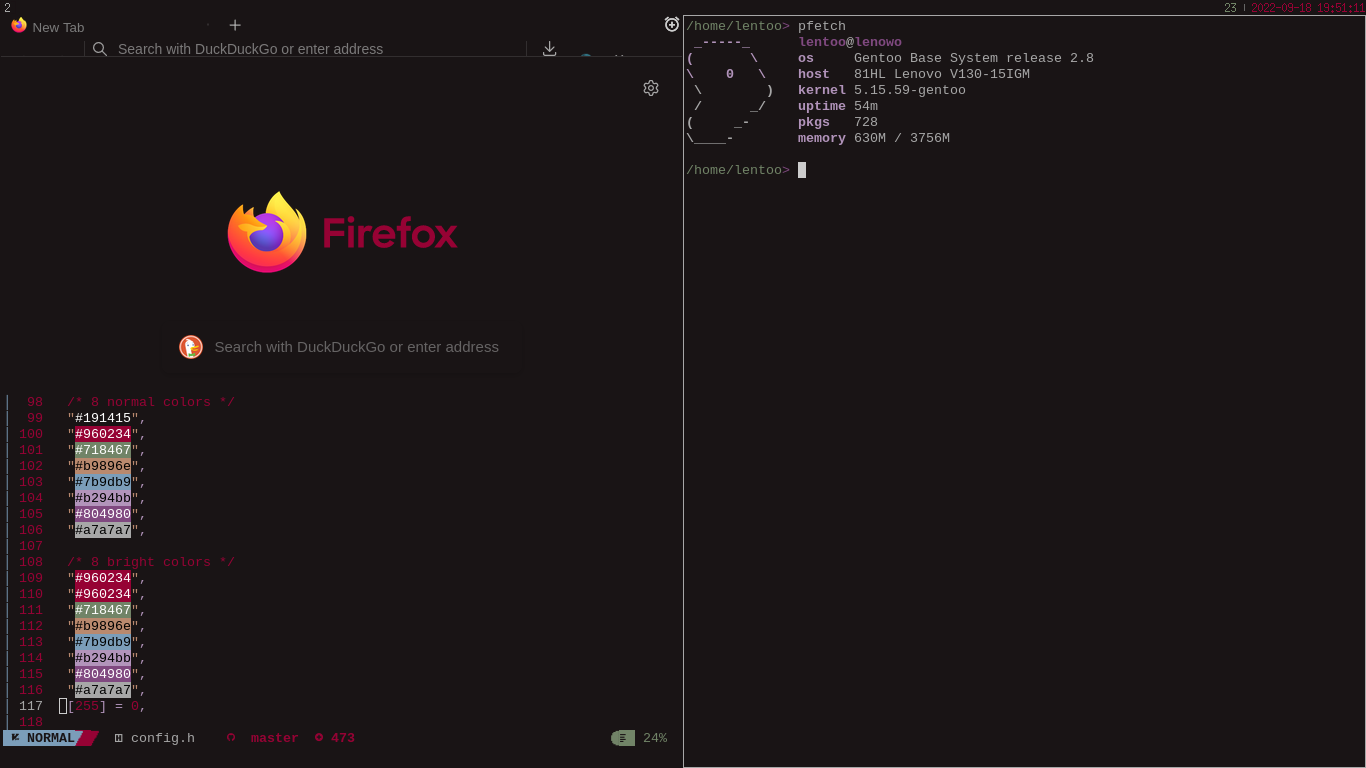 2
23 | 2022-09-18 19:51:11
New Tab
Search with DuckDuckGo or enter address
Firefox
Search with DuckDuckGo or enter address
98 /* 8 normal colors */
99 "#191415",
100 "#960234",
101 "#718467",
102 "#b9896e",
103 "#7b9db9",
104 "#b294bb",
105 "#804980",
106 "#a7a7a7",
107
108 /* 8 bright colors */
109 "#960234",
110 "#960234",
111 "#718467",
112 "#b9896e",
113 "#7b9db9",
114 "#b294bb",
115 "#804980",
116 "#a7a7a7",
117 [255] = 0,
118
NORMAL config.h master 473 24%
/home/lentoo> pfetch
lentoo@lenowo
os Gentoo Base System release 2.8
host 81HL Lenovo V130-15IGM
kernel 5.15.59-gentoo
uptime 54m
pkgs 728
memory 630M / 3756M
/home/lentoo>